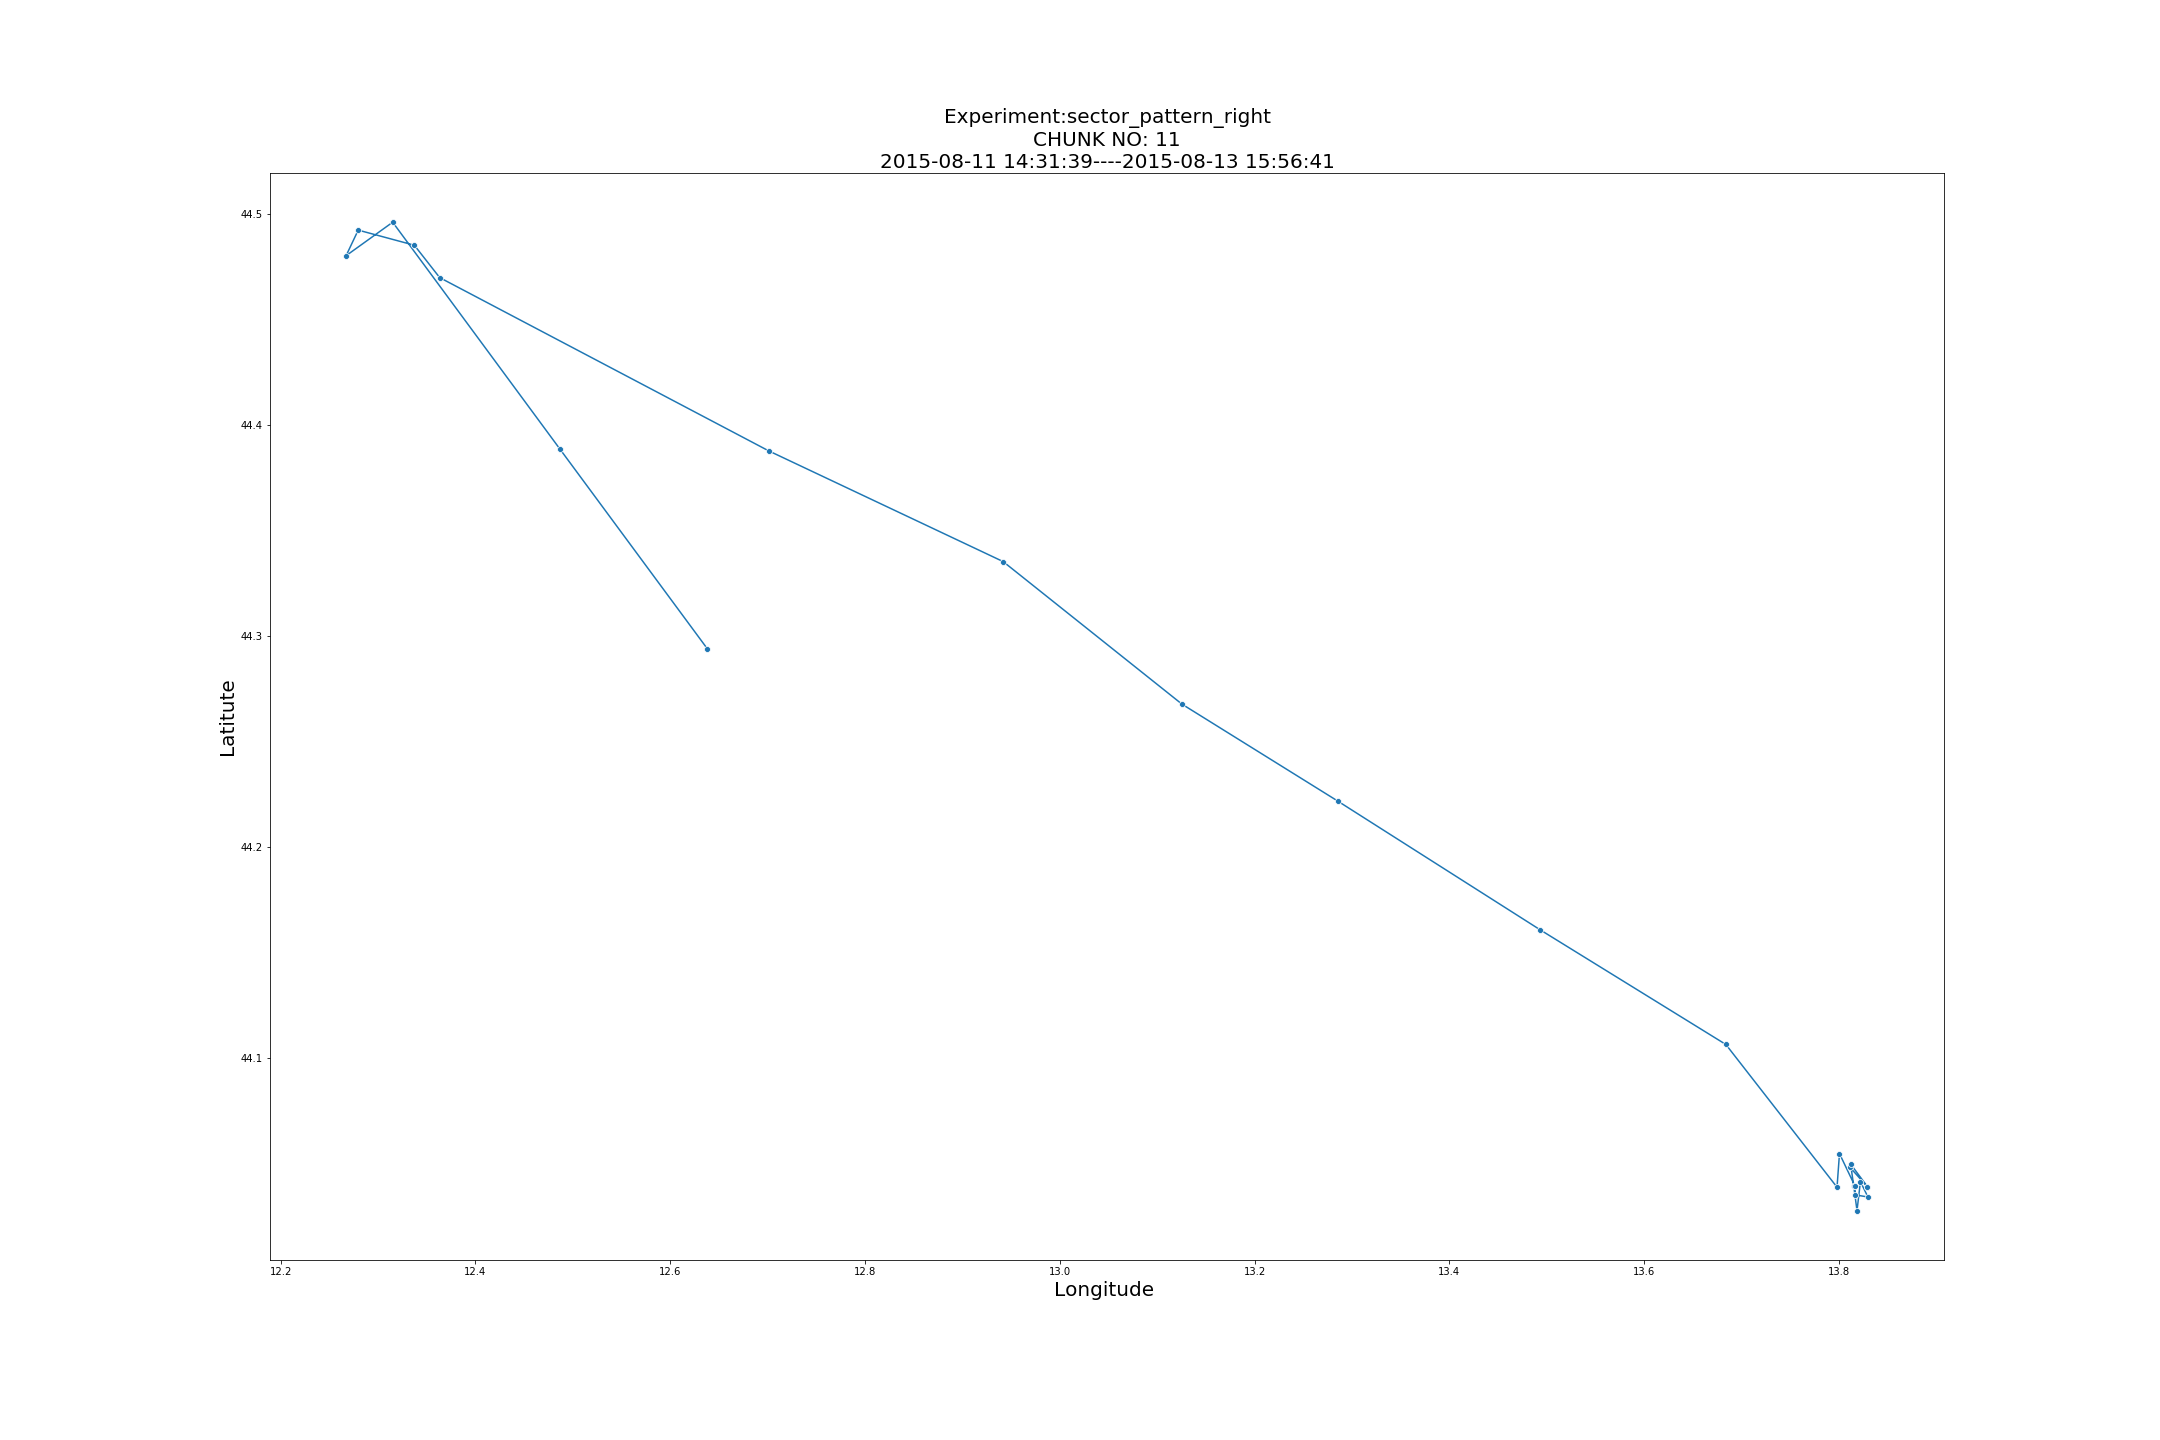 Experiment:sector_pattern_right
CHUNK NO: 11
2015-08-11 14:31:39----2015-08-13 15:56:41
44.5
44.4
44.3
44.2
44.1
Latitute
12.2 12.4 12.6 12.8 13.0 13.2 13.4 13.6 13.8
Longitude